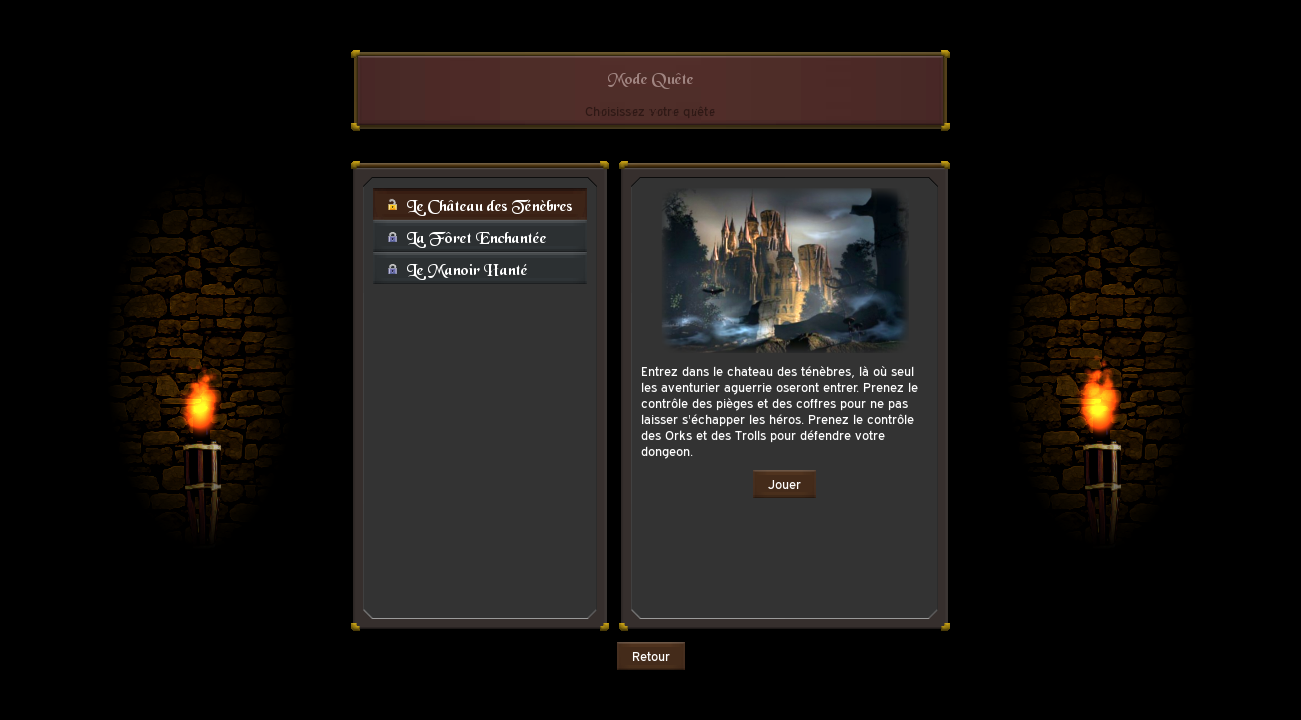 Mode Quête
Choisissez votre quête
Le Château des Ténèbres
La Fôret Enchantée
Le Manoir Hanté
Entrez dans le chateau des ténèbres, là où seul
les aventurier aguerrie oseront entrer. Prenez le
contrôle des pièges et des coffres pour ne pas
laisser s'échapper les héros. Prenez le contrôle
des Orks et des Trolls pour défendre votre
dongeon.
Jouer
Retour